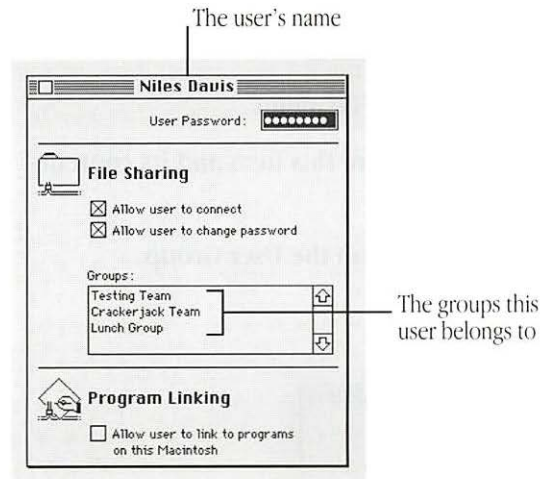 The user's name
Niles Davis
User Password:
File Sharing
Allow user to connect
Allow user to change password
Groups:
Testing Team
Crackerjack Team
Lunch Group
The groups this
user belongs to
Program Linking
Allow user to link to programs
on this Macintosh